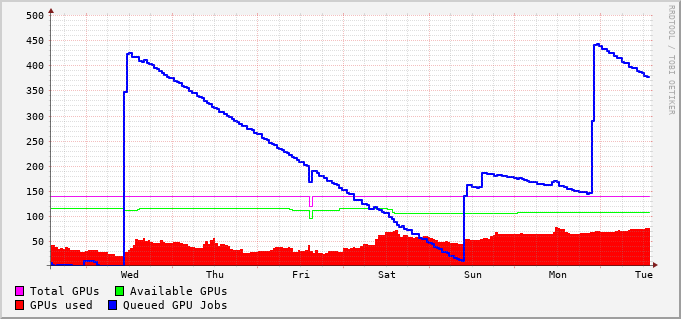 500
450
400
350
300
250
200
150
100
50
Wed Thu Fri Sat Sun Mon Tue
Total GPUs Available GPUs
GPUs used Queued GPU Jobs
RRDTOOL / TOBI OETIKER